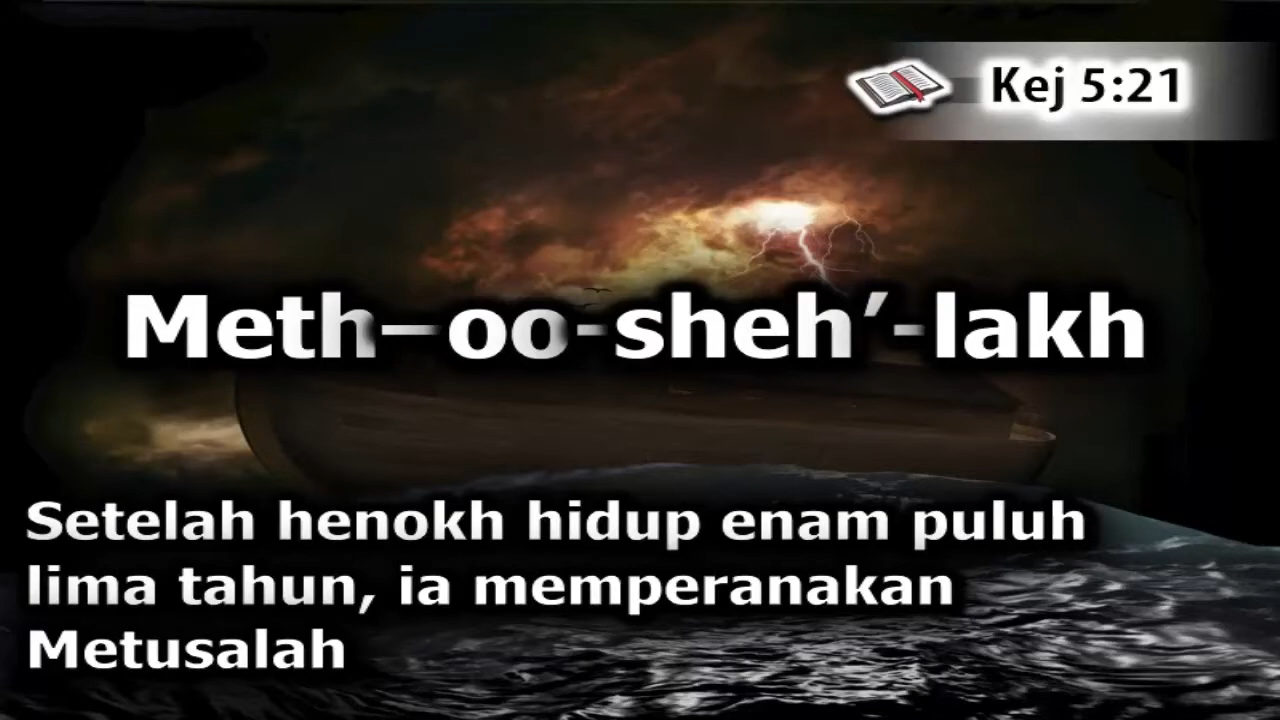 Kej 5:21
Meth–oo-sheh’-lakh
Setelah henokh hidup enam puluh
lima tahun, ia memperanakan
Metusalah